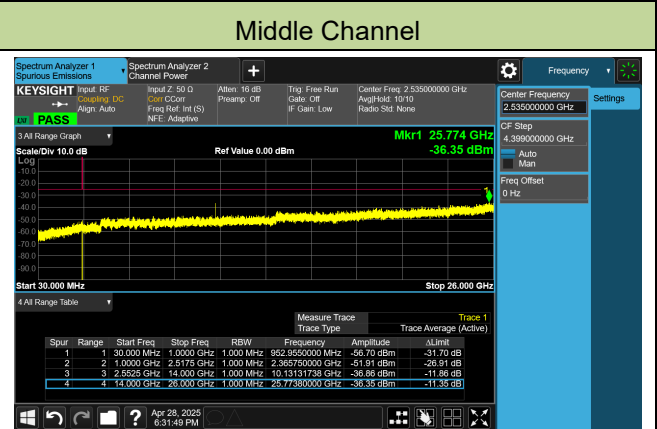 Middle Channel
Spectrum Analyzer 1
Spurious Emissions
Spectrum Analyzer 2
Channel Power
Frequency
KEYSIGHT
Input: RF
Coupling: DC
Align: Auto
Input Z: 50 Ω
Corr CCorr
Freq Ref: Int (S)
NFE: Adaptive
Atten: 16 dB
Preamp: Off
Trig: Free Run
Gate: Off
IF Gain: Low
Center Freq: 2.535000000 GHz
Avg|Hold: 10/10
Radio Std: None
PASS
Center Frequency
2.535000000 GHz
Settings
CF Step
4.399000000 GHz
Auto
Man
Freq Offset
0 Hz
3 All Range Graph
Mkr1 25.774 GHz
-36.35 dBm
Scale/Div 10.0 dB
Ref Value 0.00 dBm
Log
-10.0
-20.0
-30.0
-40.0
-50.0
-60.0
-70.0
-80.0
-90.0
1
Start 30.000 MHz
Stop 26.000 GHz
4 All Range Table
Measure Trace Trace 1
Trace Type Trace Average (Active)
Spur Range Start Freq Stop Freq RBW Frequency Amplitude ΔLimit
1 1 30.000 MHz 1.0000 GHz 1.000 MHz 952.9550000 MHz -56.70 dBm -31.70 dB
2 2 1.0000 GHz 2.5175 GHz 1.000 MHz 2.365750000 GHz -51.91 dBm -26.91 dB
3 3 2.5525 GHz 14.000 GHz 1.000 MHz 10.13131738 GHz -36.86 dBm -11.86 dB
4 4 14.000 GHz 26.000 GHz 1.000 MHz 25.77380000 GHz -36.35 dBm -11.35 dB
?
Apr 28, 2025
6:31:49 PM